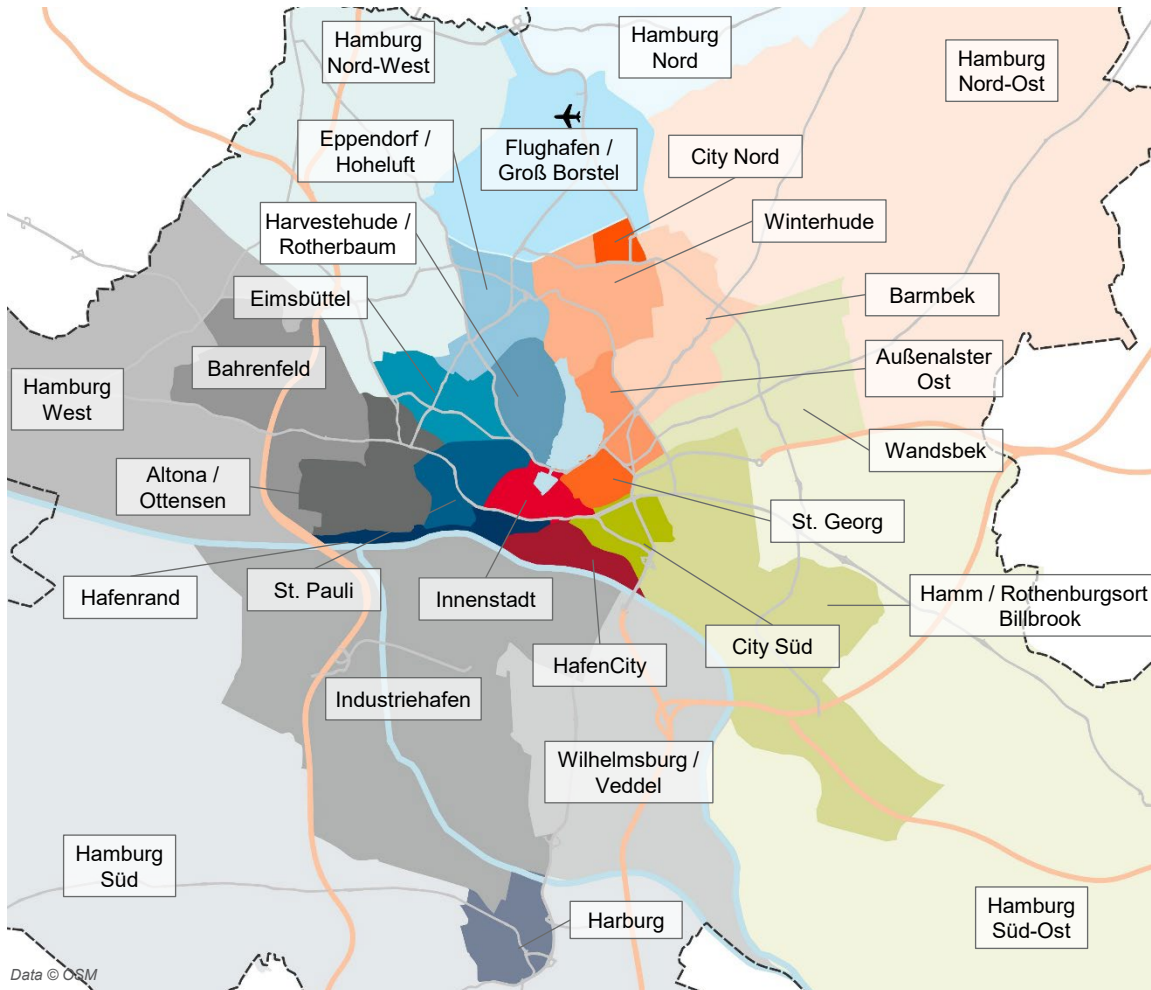 Hamburg
Nord-West
Hamburg
Nord
Hamburg
Nord-Ost
Eppendorf /
Hoheluft
Flughafen /
Groß Borstel
City Nord
Harvestehude /
Rotherbaum
Winterhude
Eimsbüttel
Barmbek
Bahrenfeld
Außenalster
Ost
Hamburg
West
Wandsbek
Altona /
Ottensen
St. Georg
Hafenrand
St. Pauli
Innenstadt
Hamm / Rothenburgsort
Billbrook
City Süd
HafenCity
Industriehafen
Wilhelmsburg /
Veddel
Hamburg
Süd
Harburg
Hamburg
Süd-Ost
Data © OSM